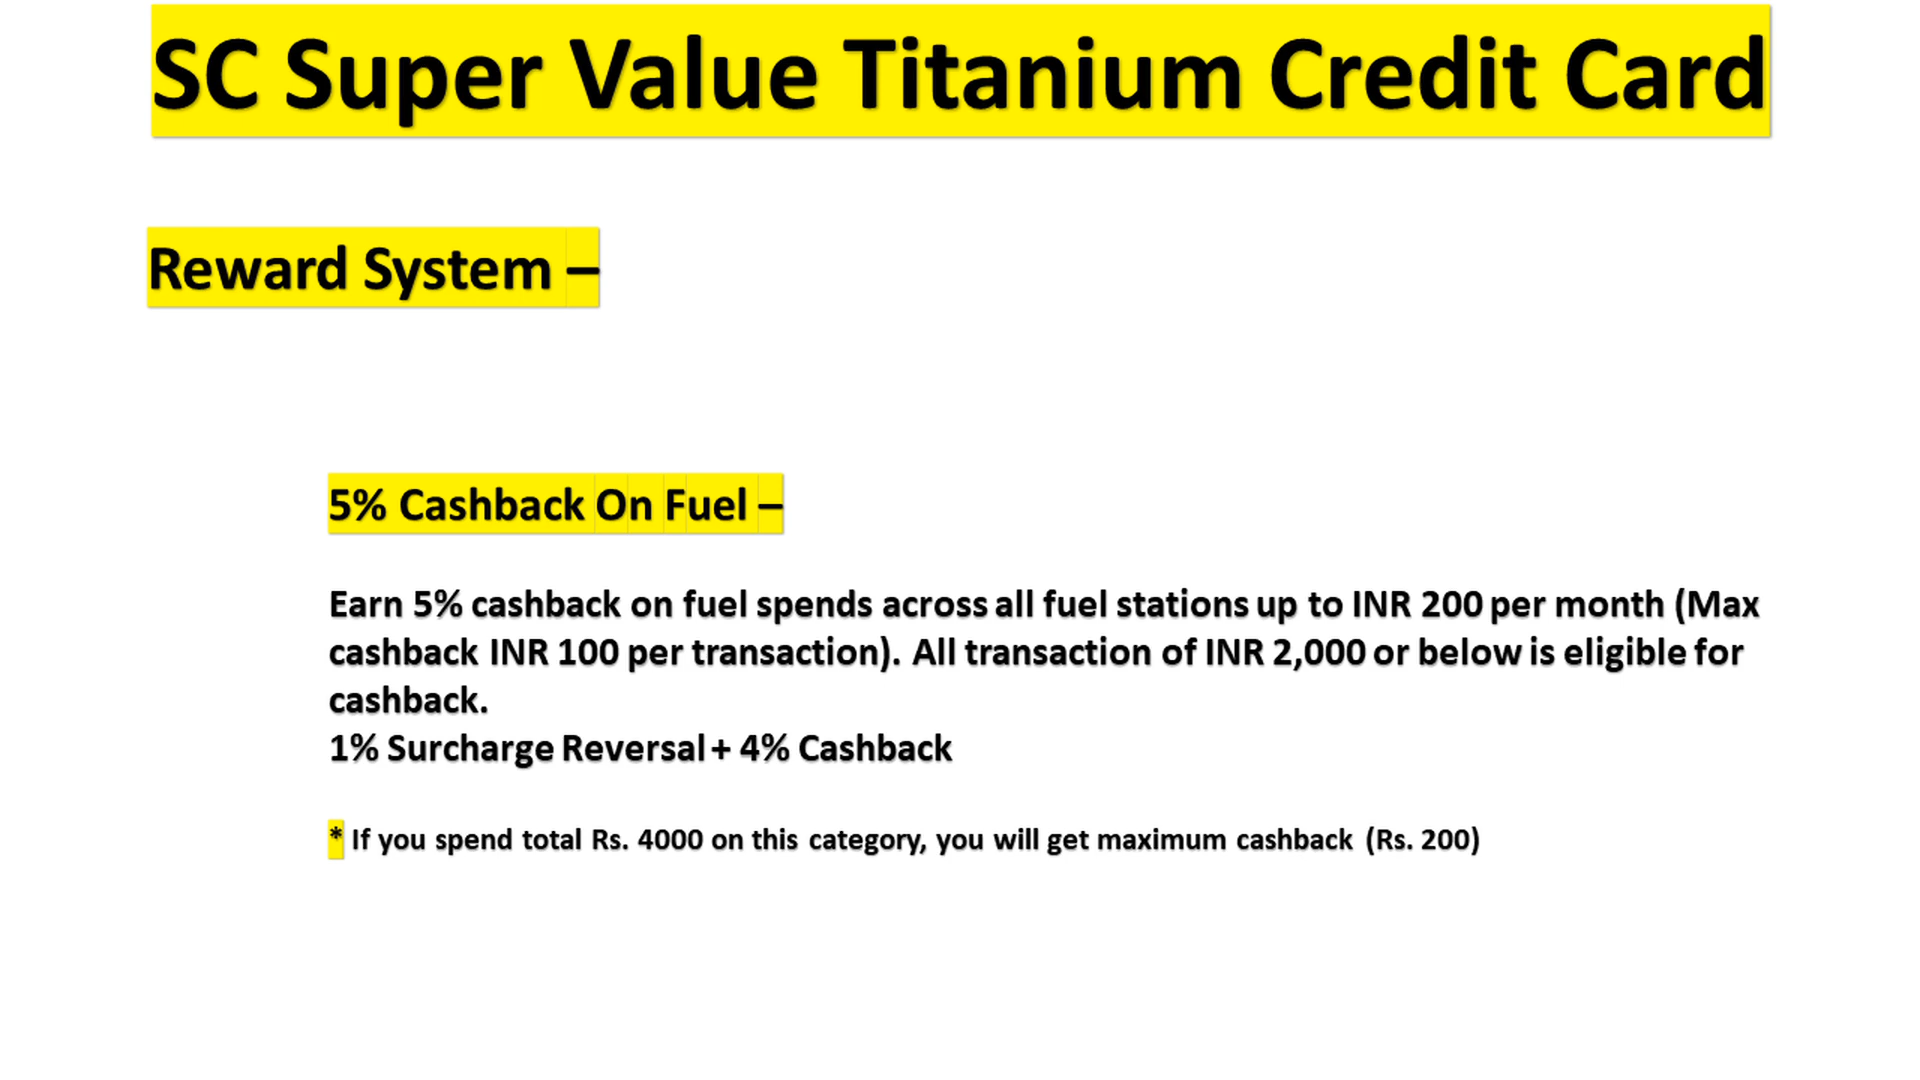 SC Super Value Titanium Credit Card
Reward System –
5% Cashback On Fuel –
Earn 5% cashback on fuel spends across all fuel stations up to INR 200 per month (Max
cashback INR 100 per transaction). All transaction of INR 2,000 or below is eligible for
cashback.
1% Surcharge Reversal + 4% Cashback
* If you spend total Rs. 4000 on this category, you will get maximum cashback (Rs. 200)